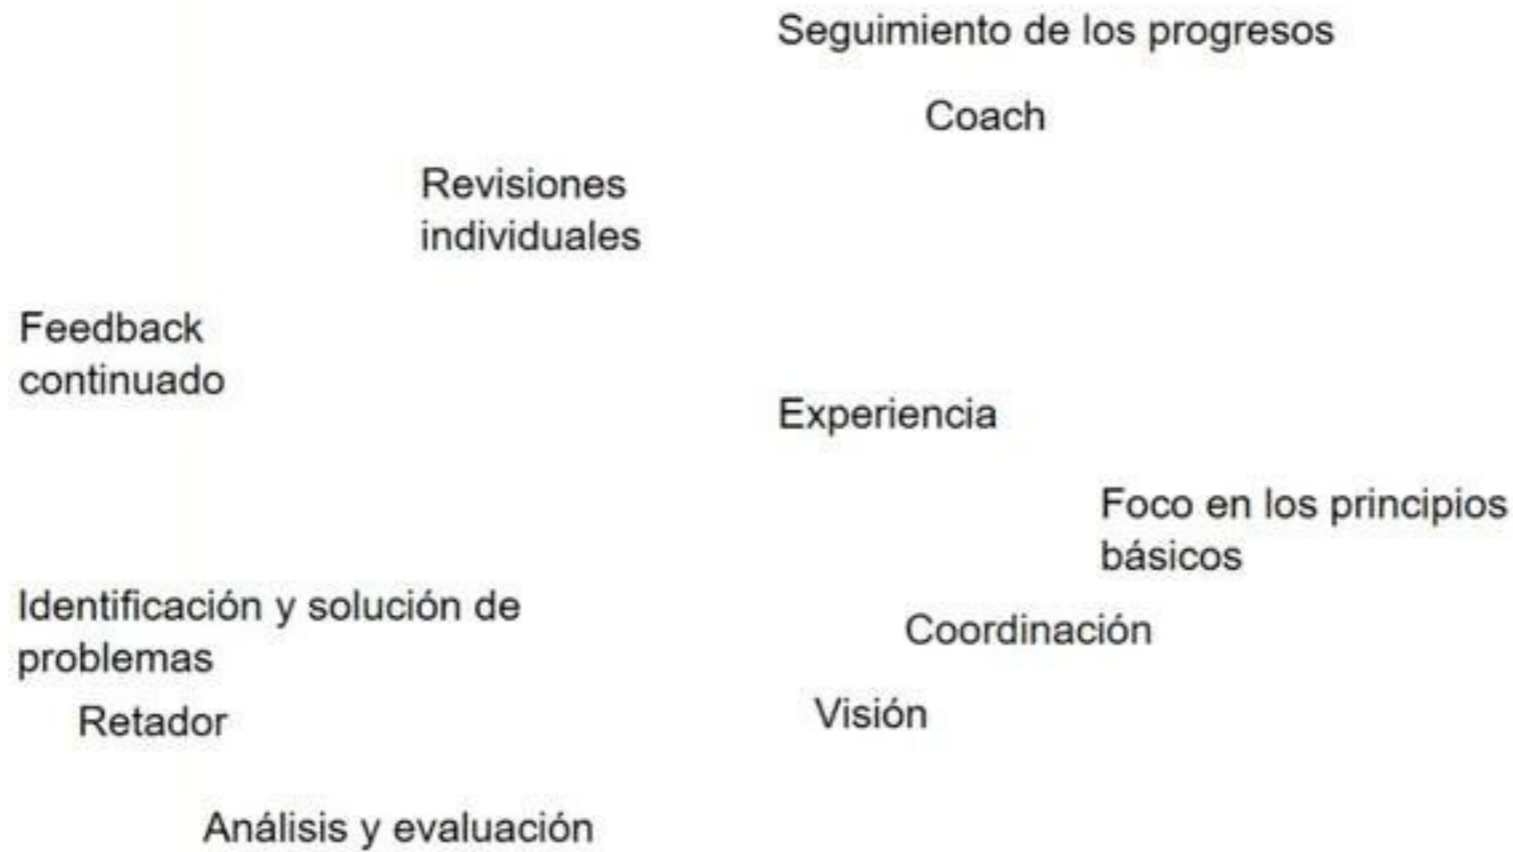 Seguimiento de los progresos
Coach
Revisiones
individuales
Feedback
continuado
Experiencia
Foco en los principios
básicos
Identificación y solución de
problemas
Coordinación
Retador
Visión
Análisis y evaluación